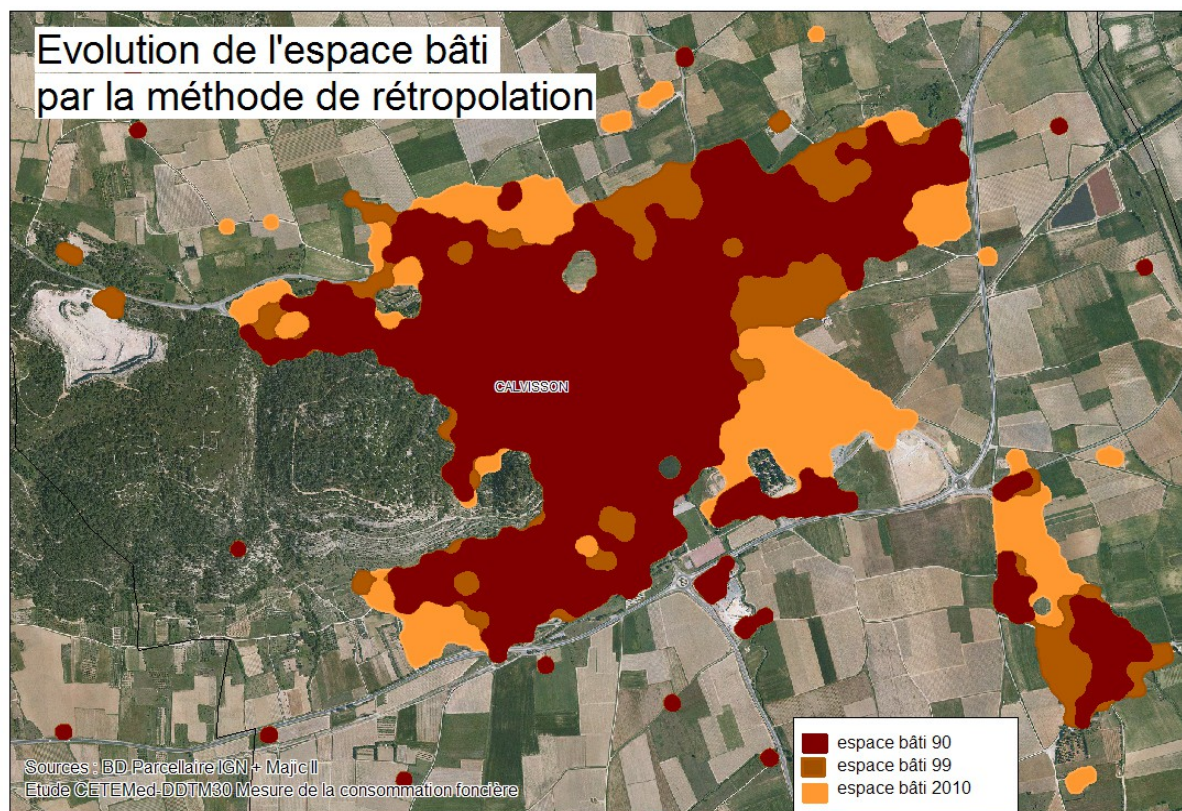 Evolution de l'espace bâti
par la méthode de rétropolation
CALVISSON
espace bâti 90
espace bâti 99
espace bâti 2010
Sources : BD Parcellaire IGN + Majic II
Etude CETEMed-DDTM30 Mesure de la consommation foncière